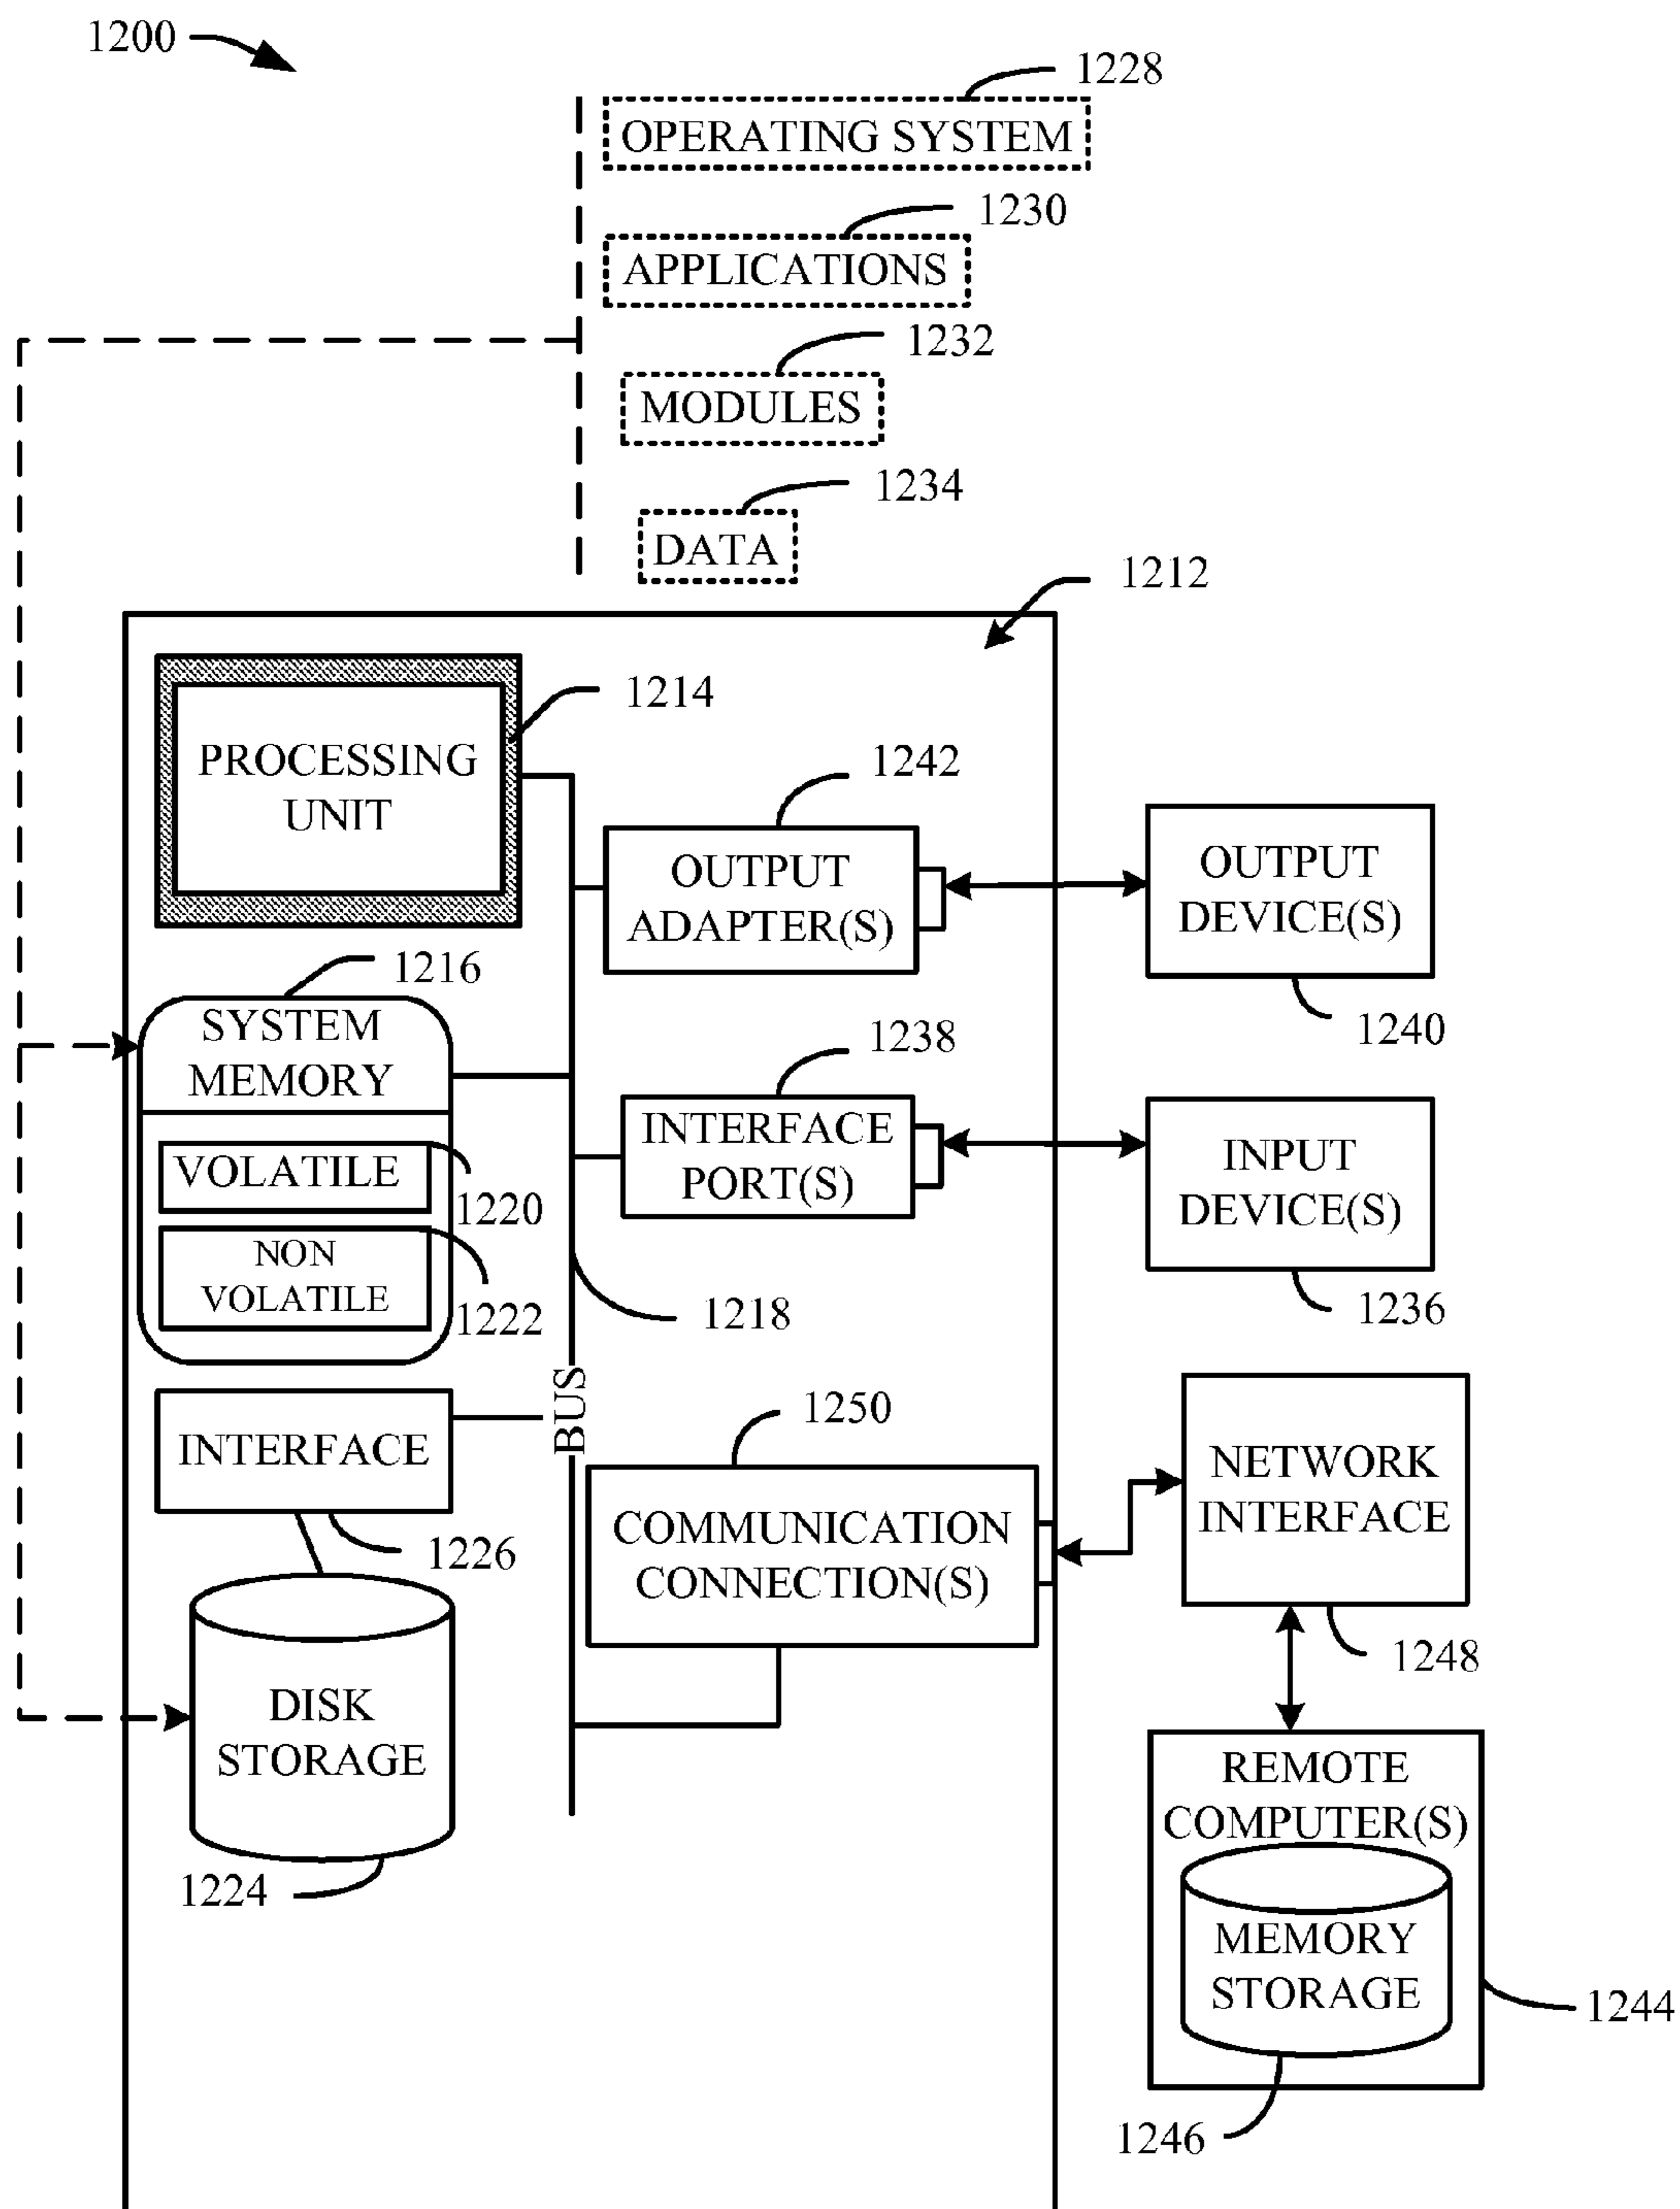 1200
1228
OPERATING SYSTEM
1230
APPLICATIONS
1232
MODULES
1234
DATA
1212
1214
PROCESSING
UNIT
1242
OUTPUT
ADAPTER(S)
OUTPUT
DEVICE(S)
1240
1216
SYSTEM
MEMORY
1238
INTERFACE
PORT(S)
INPUT
DEVICE(S)
1236
VOLATILE
1220
NON
VOLATILE
1222
1218
BUS
INTERFACE
1226
1250
COMMUNICATION
CONNECTION(S)
NETWORK
INTERFACE
1248
DISK
STORAGE
1224
REMOTE
COMPUTER(S)
MEMORY
STORAGE
1244
1246